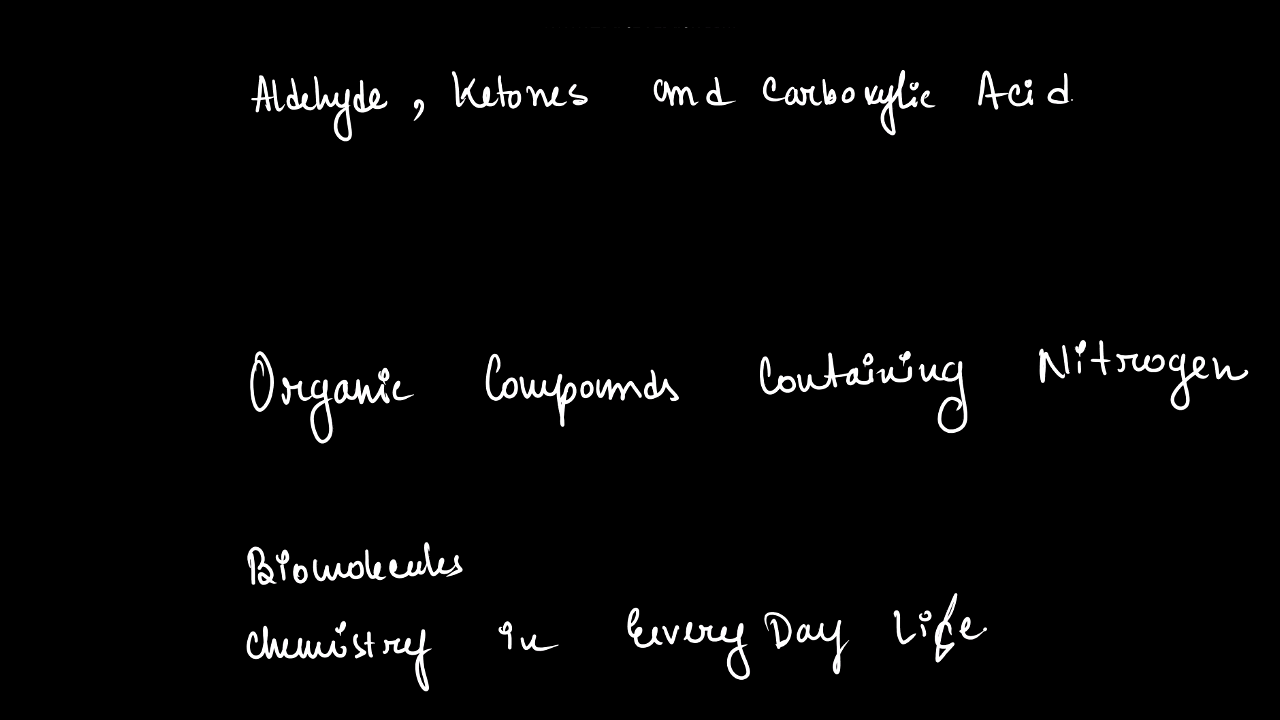 Aldehyde, Ketones and Carboxylic Acid
Organic Compounds Containing Nitrogen
Biomolecules
Chemistry in Every Day Life